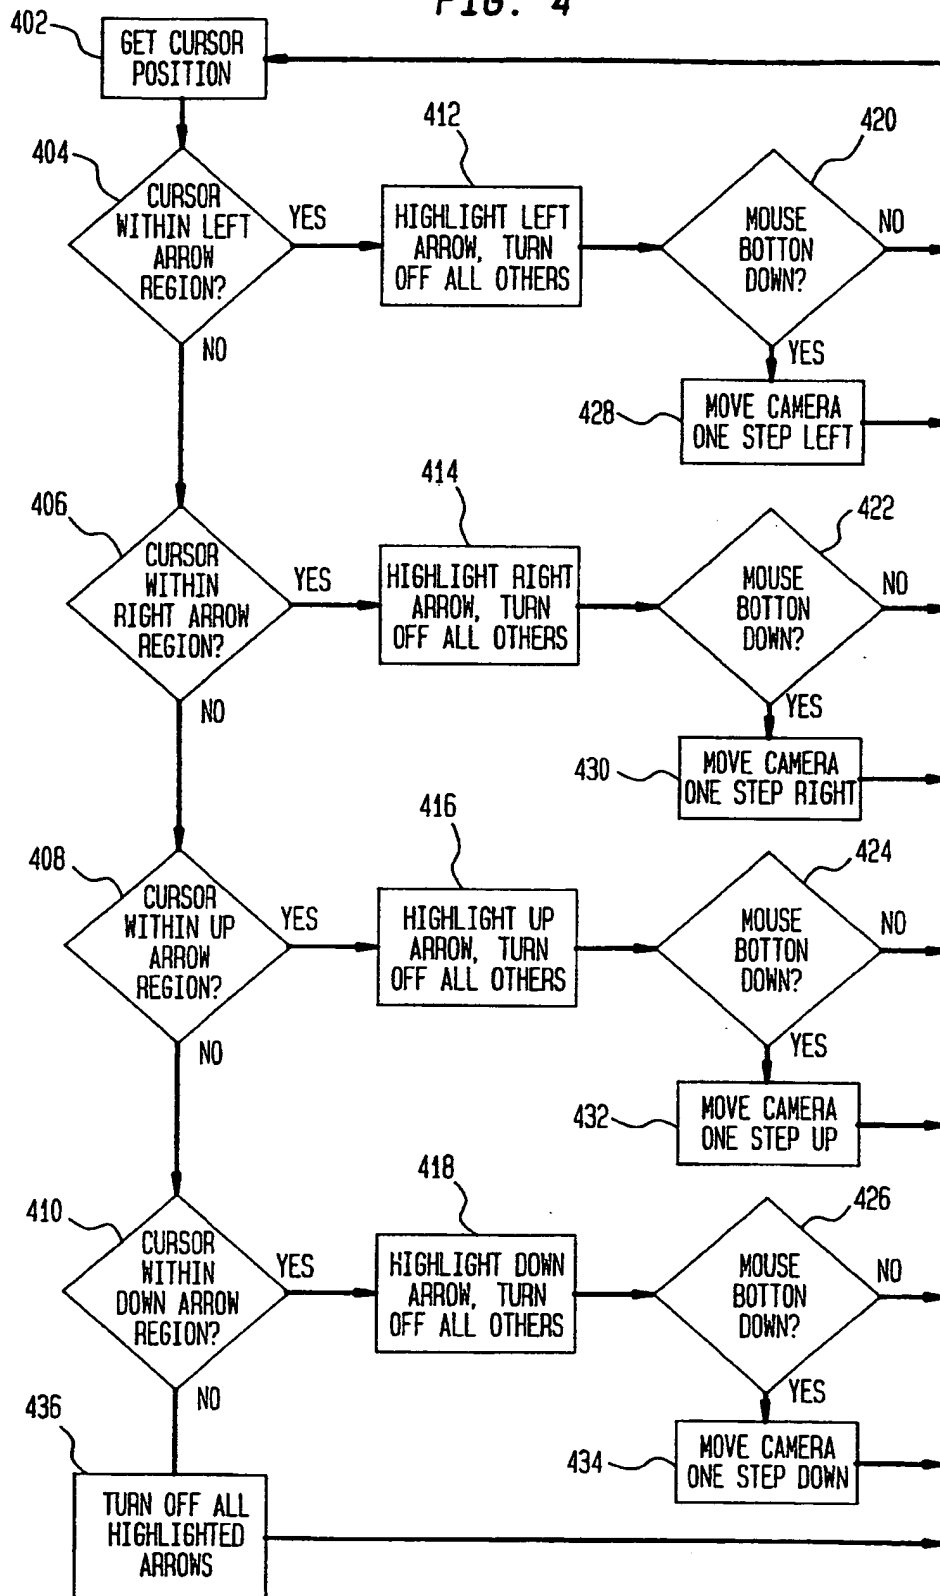 FIG. 4
402
GET CURSOR
POSITION
404
CURSOR
WITHIN LEFT
ARROW
REGION?
YES
NO
412
HIGHLIGHT LEFT
ARROW, TURN
OFF ALL OTHERS
420
MOUSE
BOTTON
DOWN?
NO
YES
428
MOVE CAMERA
ONE STEP LEFT
406
CURSOR
WITHIN
RIGHT ARROW
REGION?
YES
NO
414
HIGHLIGHT RIGHT
ARROW, TURN
OFF ALL OTHERS
422
MOUSE
BOTTON
DOWN?
NO
YES
430
MOVE CAMERA
ONE STEP RIGHT
408
CURSOR
WITHIN UP
ARROW
REGION?
YES
NO
416
HIGHLIGHT UP
ARROW, TURN
OFF ALL OTHERS
424
MOUSE
BOTTON
DOWN?
NO
YES
432
MOVE CAMERA
ONE STEP UP
410
CURSOR
WITHIN
DOWN ARROW
REGION?
YES
NO
418
HIGHLIGHT DOWN
ARROW, TURN
OFF ALL OTHERS
426
MOUSE
BOTTON
DOWN?
NO
YES
434
MOVE CAMERA
ONE STEP DOWN
436
TURN OFF ALL
HIGHLIGHTED
ARROWS